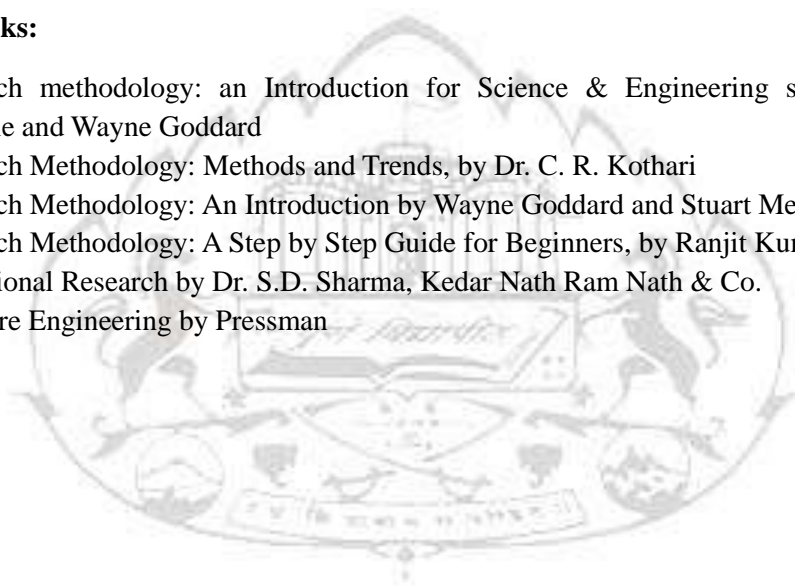 ks:
ch methodology: an Introduction for Science & Engineering s
e and Wayne Goddard
ch Methodology: Methods and Trends, by Dr. C. R. Kothari
ch Methodology: An Introduction by Wayne Goddard and Stuart Me
ch Methodology: A Step by Step Guide for Beginners, by Ranjit Ku
ional Research by Dr. S.D. Sharma, Kedar Nath Ram Nath & Co.
re Engineering by Pressman